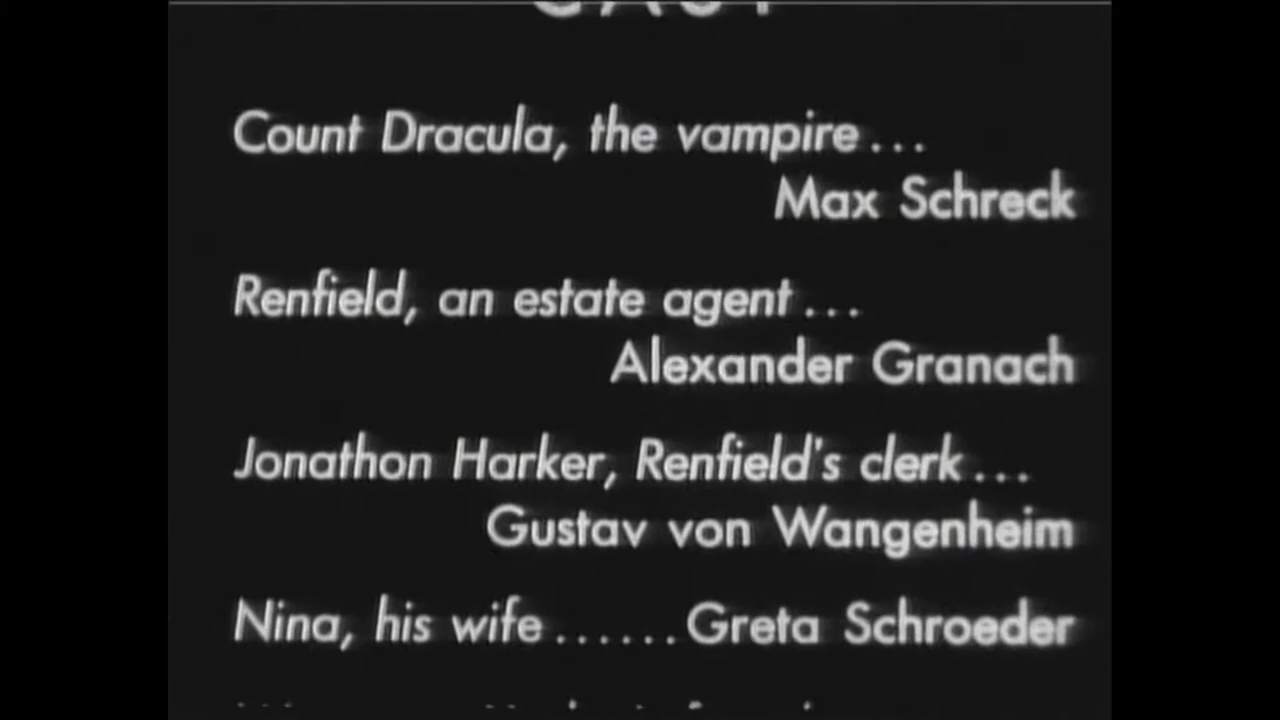 CAST
Count Dracula, the vampire...
Max Schreck
Renfield, an estate agent...
Alexander Granach
Jonathon Harker, Renfield's clerk...
Gustav von Wangenheim
Nina, his wife......Greta Schroeder